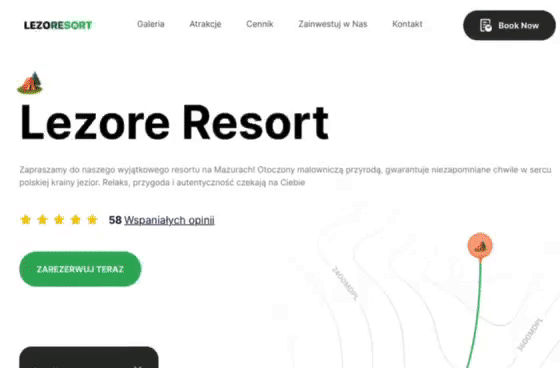 LEZORESORT
Galeria
Atrakcje
Cennik
Zainwestuj w Nas
Kontakt
Book Now
Lezore Resort
Zapraszamy do naszego wyjątkowego resortu na Mazurach! Otoczony malowniczą przyrodą, gwarantuje niezapomniane chwile w sercu
polskiej krainy jezior. Relaks, przygoda i autentyczność czekają na Ciebie
58 Wspaniałych opinii
ZAREZERWUJ TERAZ
2400MDPL
3600MDPL